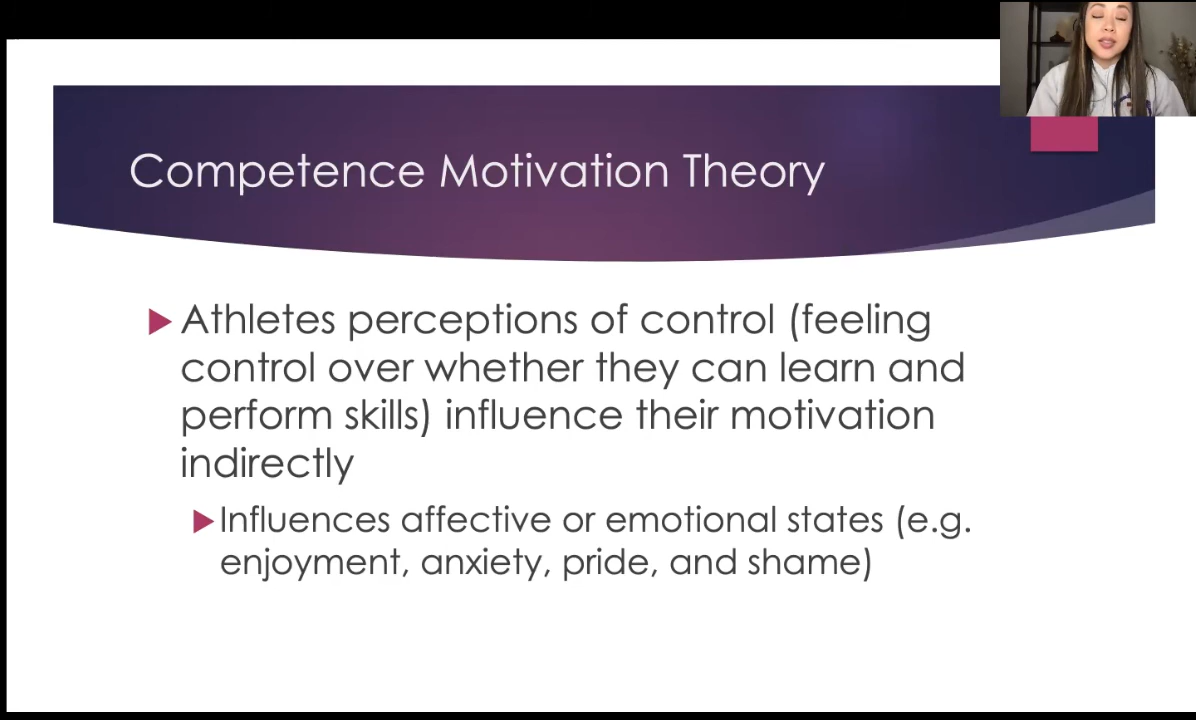 Competence Motivation Theory
Athletes perceptions of control (feeling
control over whether they can learn and
perform skills) influence their motivation
indirectly
Influences affective or emotional states (e.g.
enjoyment, anxiety, pride, and shame)